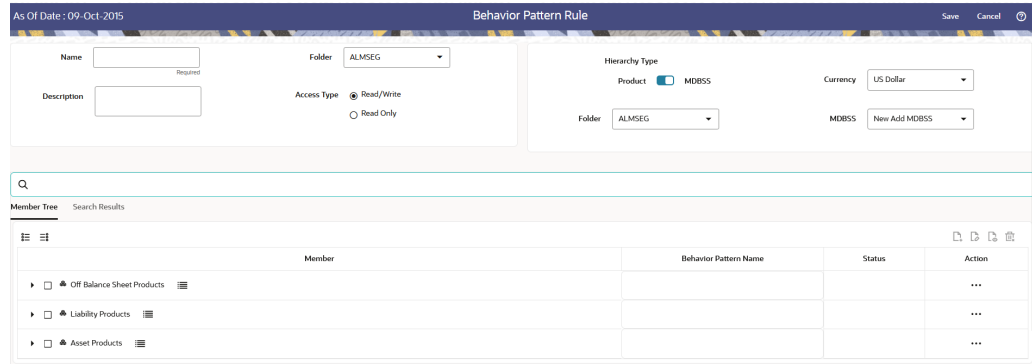 As Of Date : 09-Oct-2015 Behavior Pattern Rule Save Cancel
Name Folder ALMSEG
Required
Description Access Type Read/Write
Read Only
Hierarchy Type
Product MDBSS Currency US Dollar
Folder ALMSEG MDBSS New Add MDBSS
Member Tree Search Results
Member Behavior Pattern Name Status Action
Off Balance Sheet Products
Liability Products
Asset Products